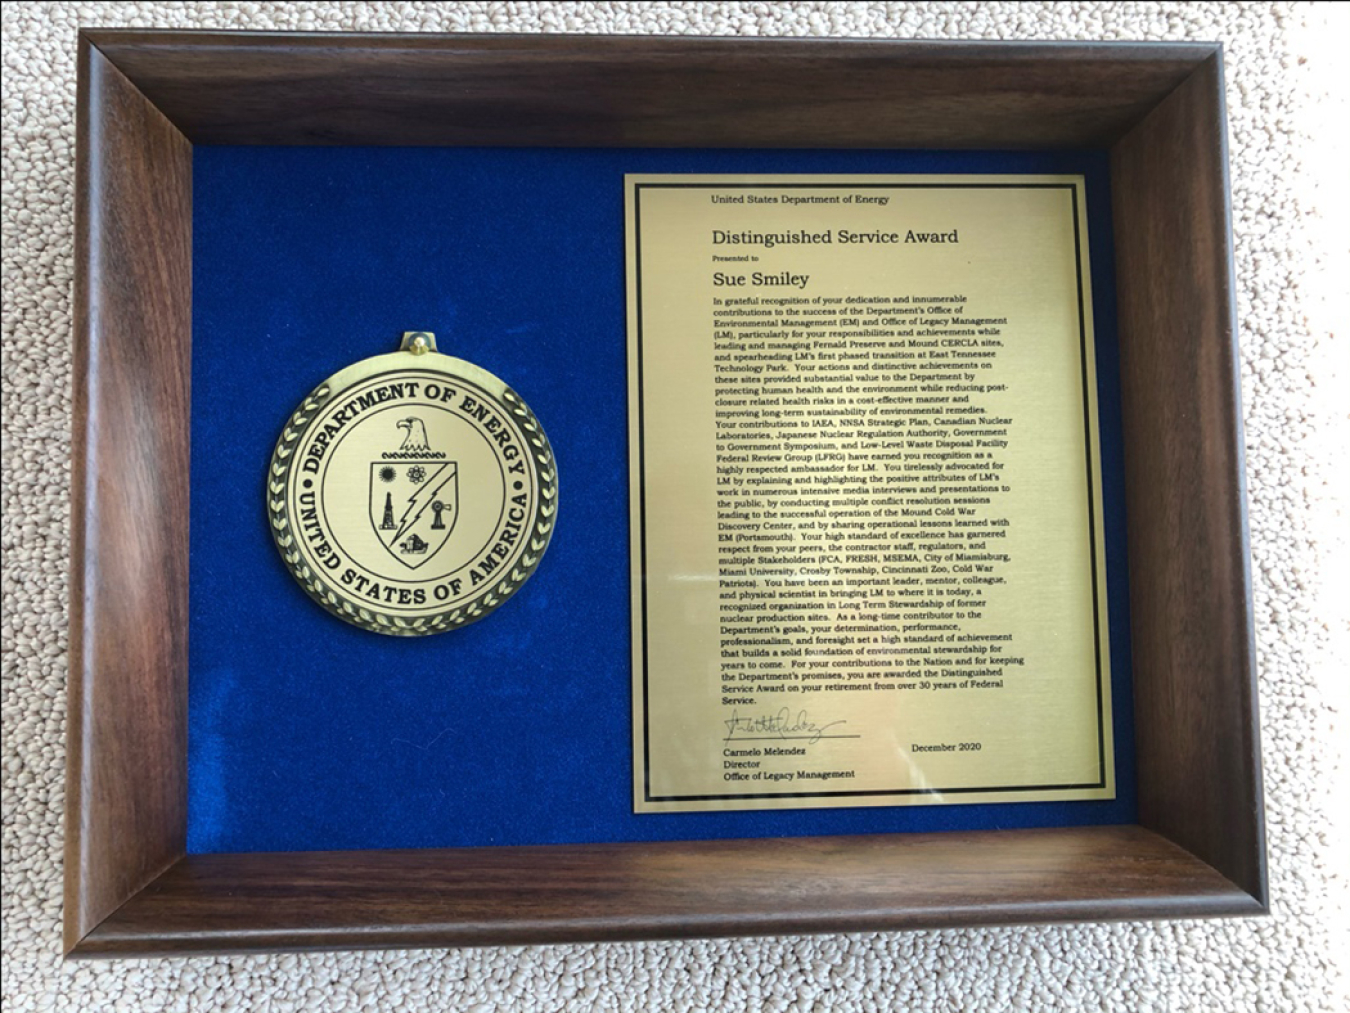 DEPARTMENT OF ENERGY
UNITED STATES OF AMERICA
United States Department of Energy
Distinguished Service Award
Presented to
Sue Smiley
In grateful recognition of your dedication and innumerable
contributions to the success of the Department's Office of
Environmental Management (EM) and Office of Legacy Management
(LM), particularly for your responsibilities and achievements while
leading and managing Fernald Preserve and Mound CERCLA sites,
and spearheading LM's first phased transition at East Tennessee
Technology Park. Your actions and distinctive achievements on
these sites provided substantial value to the Department by
protecting human health and the environment while reducing post-
closure related health risks in a cost-effective manner and
improving long-term sustainability of environmental remedies.
Your contributions to IAEA, NNSA Strategic Plan, Canadian Nuclear
Laboratories, Japanese Nuclear Regulation Authority, Government
to Government Symposium, and Low-Level Waste Disposal Facility
Federal Review Group (LFRG) have earned you recognition as a
highly respected ambassador for LM. You tirelessly advocated for
LM by explaining and highlighting the positive attributes of LM's
work in numerous intensive media interviews and presentations to
the public, by conducting multiple conflict resolution sessions
leading to the successful operation of the Mound Cold War
Discovery Center, and by sharing operational lessons learned with
EM (Portsmouth). Your high standard of excellence has garnered
respect from your peers, the contractor staff, regulators, and
multiple Stakeholders (FCA, FRESH, MSEMA, City of Miamisburg,
Miami University, Crosby Township, Cincinnati Zoo, Cold War
Patriots). You have been an important leader, mentor, colleague,
and physical scientist in bringing LM to where it is today, a
recognized organization in Long Term Stewardship of former
nuclear production sites. As a long-time contributor to the
Department's goals, your determination, performance,
professionalism, and foresight set a high standard of achievement
that builds a solid foundation of environmental stewardship for
years to come. For your contributions to the Nation and for keeping
the Department's promises, you are awarded the Distinguished
Service Award on your retirement from over 30 years of Federal
Service.
Carmelo Melendez December 2020
Director
Office of Legacy Management